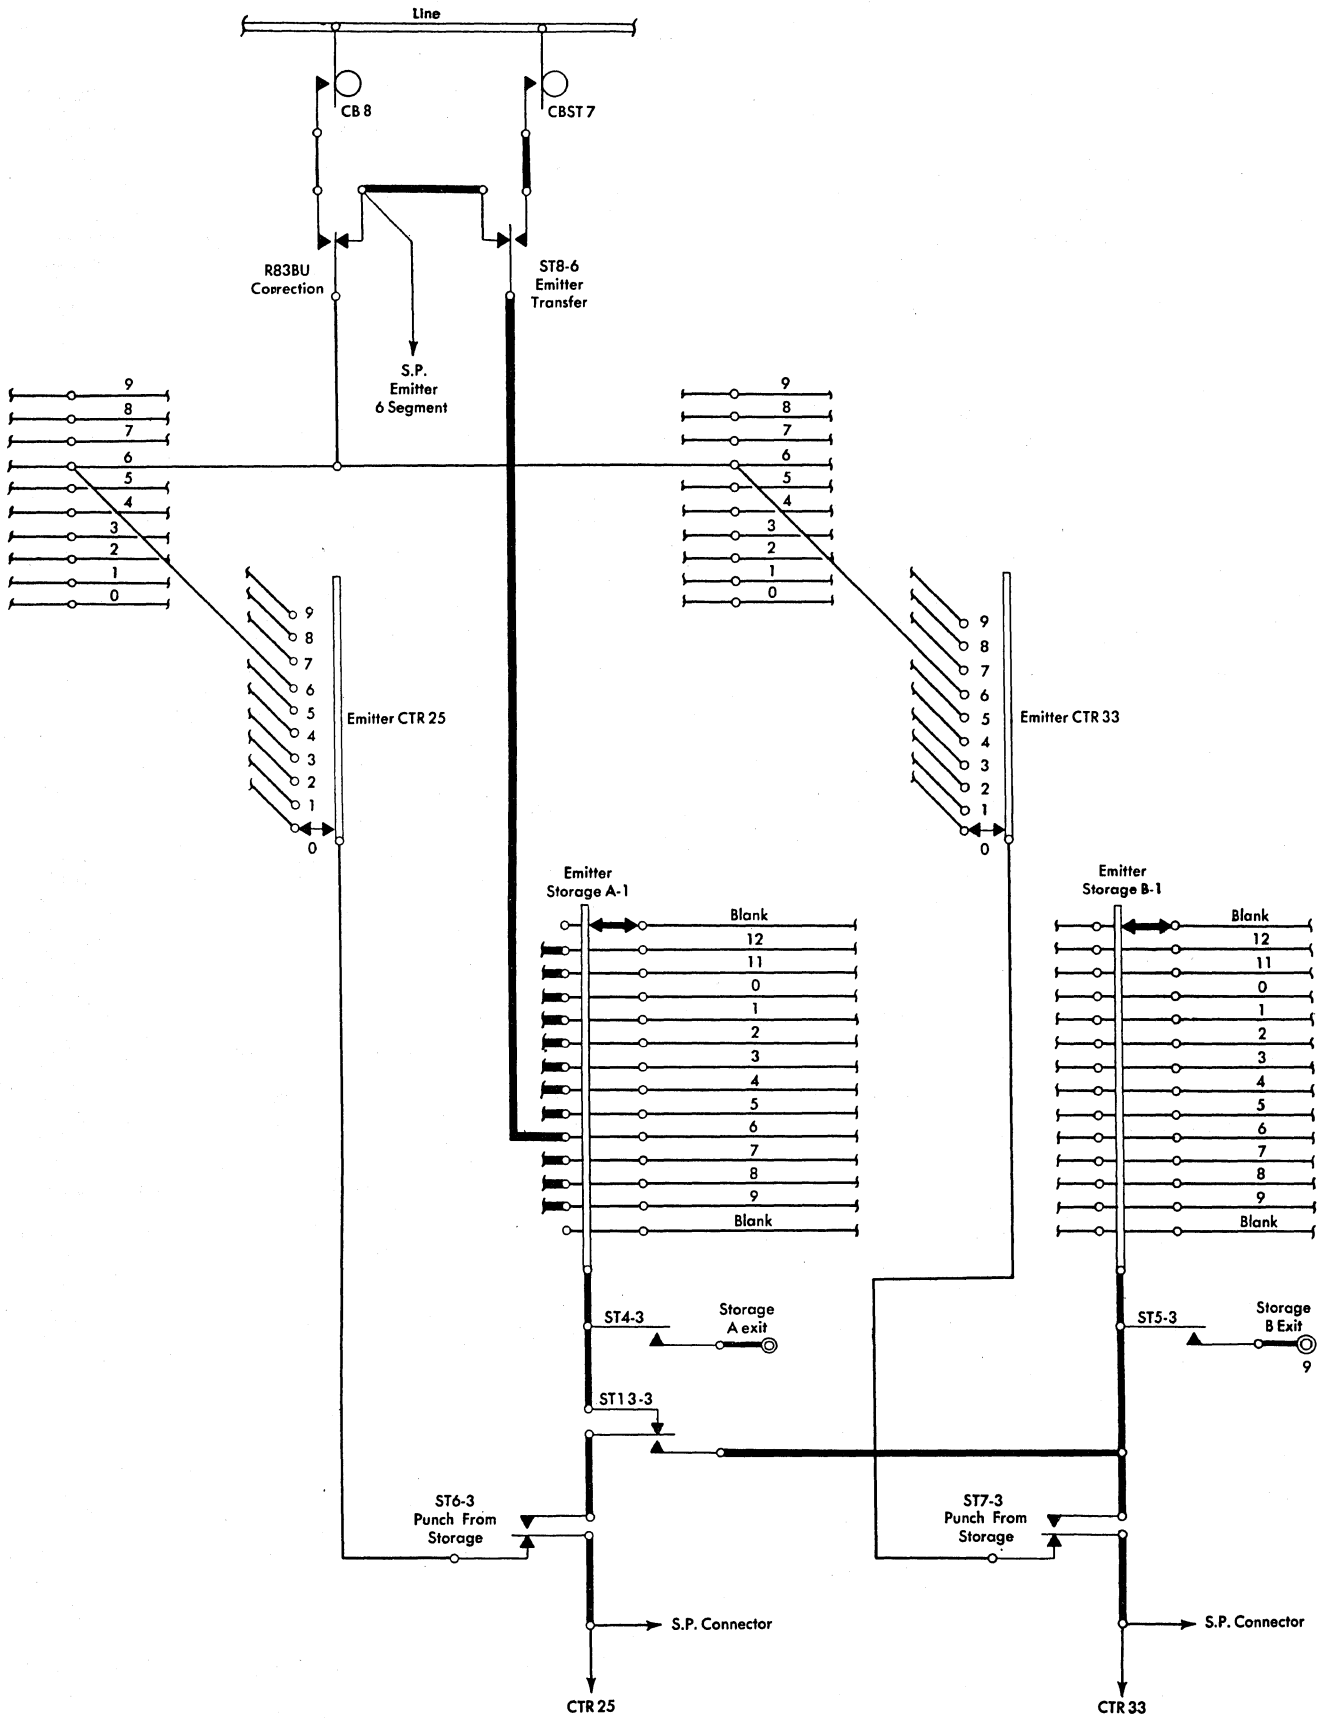 Line
CB 8
CBST 7
R83BU
Correction
ST8-6
Emitter
Transfer
S.P.
Emitter
6 Segment
9
8
7
6
5
4
3
2
1
0
9
8
7
6
5
4
3
2
1
0
9
8
7
6
5
4
3
2
1
0
Emitter CTR 25
9
8
7
6
5
4
3
2
1
0
Emitter CTR 33
Emitter
Storage A-1
Blank
12
11
0
1
2
3
4
5
6
7
8
9
Blank
Emitter
Storage B-1
Blank
12
11
0
1
2
3
4
5
6
7
8
9
Blank
ST4-3
Storage
A exit
ST5-3
Storage
B Exit
9
ST13-3
ST6-3
Punch From
Storage
ST7-3
Punch From
Storage
S.P. Connector
S.P. Connector
CTR 25
CTR 33